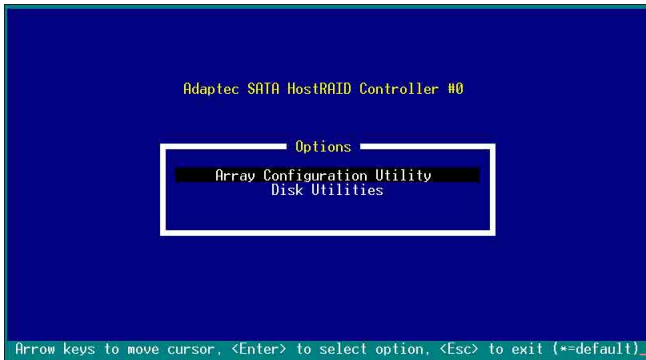 Adaptec SATA HostRAID Controller #0
Options
Array Configuration Utility
Disk Utilities
Arrow keys to move cursor, <Enter> to select option, <Esc> to exit (*=default)_